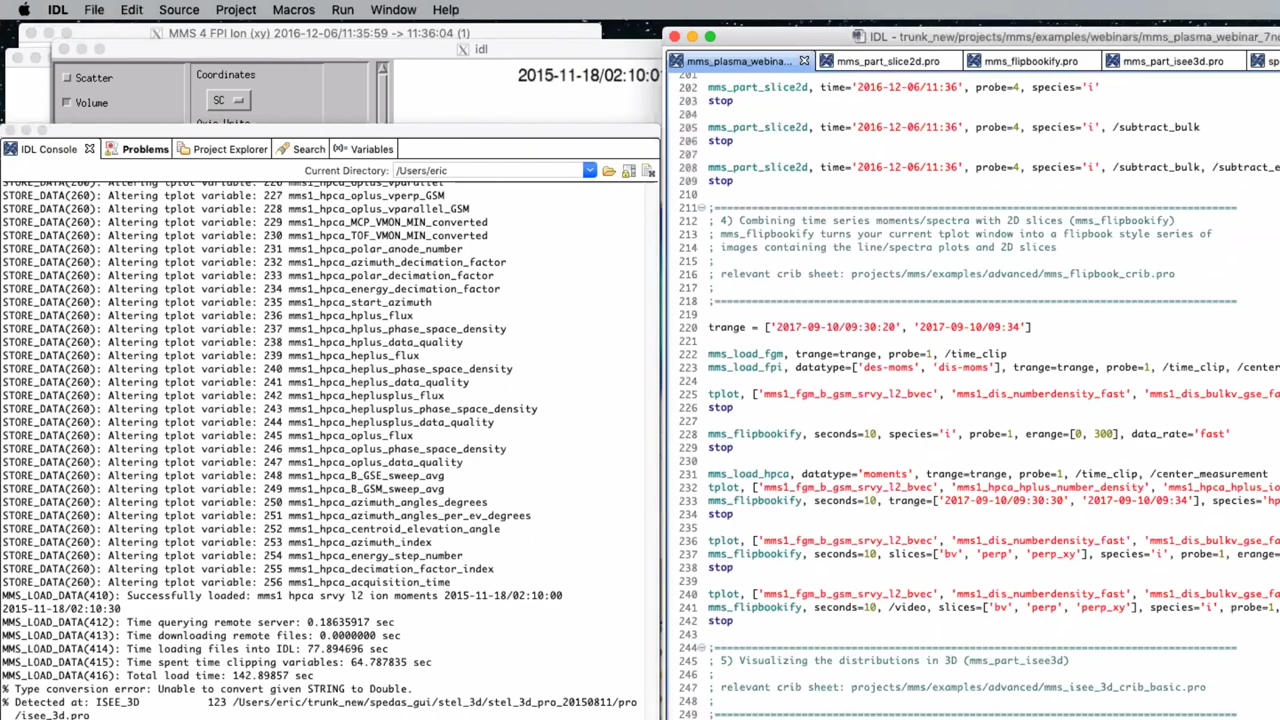 IDL File Edit Source Project Macros Run Window Help
MMS 4 FPI Ion (xy) 2016-12-06/11:35:59 -> 11:36:04 (1)
idl
Scatter
Volume
Coordinates
SC
2015-11-18/02:10:0
IDL Console Problems Project Explorer Search Variables
Current Directory: /Users/eric
STORE_DATA(260): Altering tplot variable: 226 mms1_hpca_oplus_vparallel
STORE_DATA(260): Altering tplot variable: 227 mms1_hpca_oplus_vperp_GSM
STORE_DATA(260): Altering tplot variable: 228 mms1_hpca_oplus_vparallel_GSM
STORE_DATA(260): Altering tplot variable: 229 mms1_hpca_MCP_VMON_MIN_converted
STORE_DATA(260): Altering tplot variable: 230 mms1_hpca_TOF_VMON_MIN_converted
STORE_DATA(260): Altering tplot variable: 231 mms1_hpca_polar_anode_number
STORE_DATA(260): Altering tplot variable: 232 mms1_hpca_azimuth_decimation_factor
STORE_DATA(260): Altering tplot variable: 233 mms1_hpca_polar_decimation_factor
STORE_DATA(260): Altering tplot variable: 234 mms1_hpca_energy_decimation_factor
STORE_DATA(260): Altering tplot variable: 235 mms1_hpca_start_azimuth
STORE_DATA(260): Altering tplot variable: 236 mms1_hpca_hplus_flux
STORE_DATA(260): Altering tplot variable: 237 mms1_hpca_hplus_phase_space_density
STORE_DATA(260): Altering tplot variable: 238 mms1_hpca_hplus_data_quality
STORE_DATA(260): Altering tplot variable: 239 mms1_hpca_heplus_flux
STORE_DATA(260): Altering tplot variable: 240 mms1_hpca_heplus_phase_space_density
STORE_DATA(260): Altering tplot variable: 241 mms1_hpca_heplus_data_quality
STORE_DATA(260): Altering tplot variable: 242 mms1_hpca_heplusplus_flux
STORE_DATA(260): Altering tplot variable: 243 mms1_hpca_heplusplus_phase_space_density
STORE_DATA(260): Altering tplot variable: 244 mms1_hpca_heplusplus_data_quality
STORE_DATA(260): Altering tplot variable: 245 mms1_hpca_oplus_flux
STORE_DATA(260): Altering tplot variable: 246 mms1_hpca_oplus_phase_space_density
STORE_DATA(260): Altering tplot variable: 247 mms1_hpca_oplus_data_quality
STORE_DATA(260): Altering tplot variable: 248 mms1_hpca_B_GSE_sweep_avg
STORE_DATA(260): Altering tplot variable: 249 mms1_hpca_B_GSM_sweep_avg
STORE_DATA(260): Altering tplot variable: 250 mms1_hpca_azimuth_angles_degrees
STORE_DATA(260): Altering tplot variable: 251 mms1_hpca_azimuth_angles_per_ev_degrees
STORE_DATA(260): Altering tplot variable: 252 mms1_hpca_centroid_elevation_angle
STORE_DATA(260): Altering tplot variable: 253 mms1_hpca_azimuth_index
STORE_DATA(260): Altering tplot variable: 254 mms1_hpca_energy_step_number
STORE_DATA(260): Altering tplot variable: 255 mms1_hpca_decimation_factor_index
STORE_DATA(260): Altering tplot variable: 256 mms1_hpca_acquisition_time
MMS_LOAD_DATA(410): Successfully loaded: mms1 hpca srvy l2 ion moments 2015-11-18/02:10:00
2015-11-18/02:10:30
MMS_LOAD_DATA(412): Time querying remote server: 0.18635917 sec
MMS_LOAD_DATA(413): Time downloading remote files: 0.0000000 sec
MMS_LOAD_DATA(414): Time loading files into IDL: 77.894696 sec
MMS_LOAD_DATA(415): Time spent time clipping variables: 64.787835 sec
MMS_LOAD_DATA(416): Total load time: 142.89857 sec
% Type conversion error: Unable to convert given STRING to Double.
% Detected at: ISEE_3D 123 /Users/eric/trunk_new/spedas_gui/stel_3d/stel_3d_pro_20150811/pro
/isee_3d.pro
IDL - trunk_new/projects/mms/examples/webinars/mms_plasma_webinar_7n
mms_plasma_webina... mms_part_slice2d.pro mms_flipbookify.pro mms_part_isee3d.pro sp
201
202 mms_part_slice2d, time='2016-12-06/11:36', probe=4, species='i'
203 stop
204
205 mms_part_slice2d, time='2016-12-06/11:36', probe=4, species='i', /subtract_bulk
206 stop
207
208 mms_part_slice2d, time='2016-12-06/11:36', probe=4, species='i', /subtract_bulk, /subtract_e
209 stop
210
211 ;====================================================================================
212 ; 4) Combining time series moments/spectra with 2D slices (mms_flipbookify)
213 ; mms_flipbookify turns your current tplot window into a flipbook style series of
214 ; images containing the line/spectra plots and 2D slices
215 ;
216 ; relevant crib sheet: projects/mms/examples/advanced/mms_flipbook_crib.pro
217 ;
218 ;====================================================================================
219
220 trange = ['2017-09-10/09:30:20', '2017-09-10/09:34']
221
222 mms_load_fgm, trange=trange, probe=1, /time_clip
223 mms_load_fpi, datatype=['des-moms', 'dis-moms'], trange=trange, probe=1, /time_clip, /center
224
225 tplot, ['mms1_fgm_b_gsm_srvy_l2_bvec', 'mms1_dis_numberdensity_fast', 'mms1_dis_bulkv_gse_fa
226 stop
227
228 mms_flipbookify, seconds=10, species='i', probe=1, erange=[0, 300], data_rate='fast'
229 stop
230
231 mms_load_hpca, datatype='moments', trange=trange, probe=1, /time_clip, /center_measurement
232 tplot, ['mms1_fgm_b_gsm_srvy_l2_bvec', 'mms1_hpca_hplus_number_density', 'mms1_hpca_hplus_io
233 mms_flipbookify, seconds=10, trange=['2017-09-10/09:30:30', '2017-09-10/09:34'], species='hp
234 stop
235
236 tplot, ['mms1_fgm_b_gsm_srvy_l2_bvec', 'mms1_dis_numberdensity_fast', 'mms1_dis_bulkv_gse_fa
237 mms_flipbookify, seconds=10, slices=['bv', 'perp', 'perp_xy'], species='i', probe=1, erange=
238 stop
239
240 tplot, ['mms1_fgm_b_gsm_srvy_l2_bvec', 'mms1_dis_numberdensity_fast', 'mms1_dis_bulkv_gse_fa
241 mms_flipbookify, seconds=10, /video, slices=['bv', 'perp', 'perp_xy'], species='i', probe=1,
242 stop
243
244 ;====================================================================================
245 ; 5) Visualizing the distributions in 3D (mms_part_isee3d)
246 ;
247 ; relevant crib sheet: projects/mms/examples/advanced/mms_isee_3d_crib_basic.pro
248 ;
249 ;====================================================================================